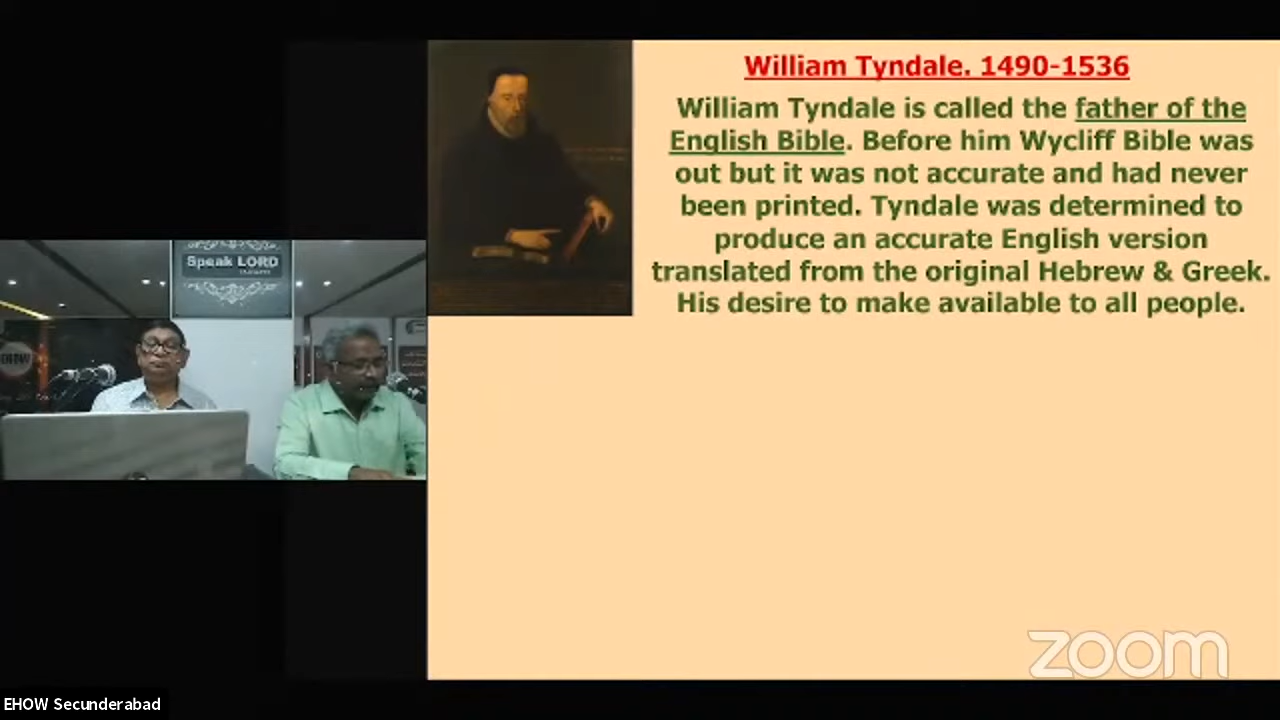 William Tyndale. 1490-1536
William Tyndale is called the father of the
English Bible. Before him Wycliff Bible was
out but it was not accurate and had never
been printed. Tyndale was determined to
produce an accurate English version
translated from the original Hebrew & Greek.
His desire to make available to all people.
Speak LORD
EHOW
zoom
EHOW Secunderabad